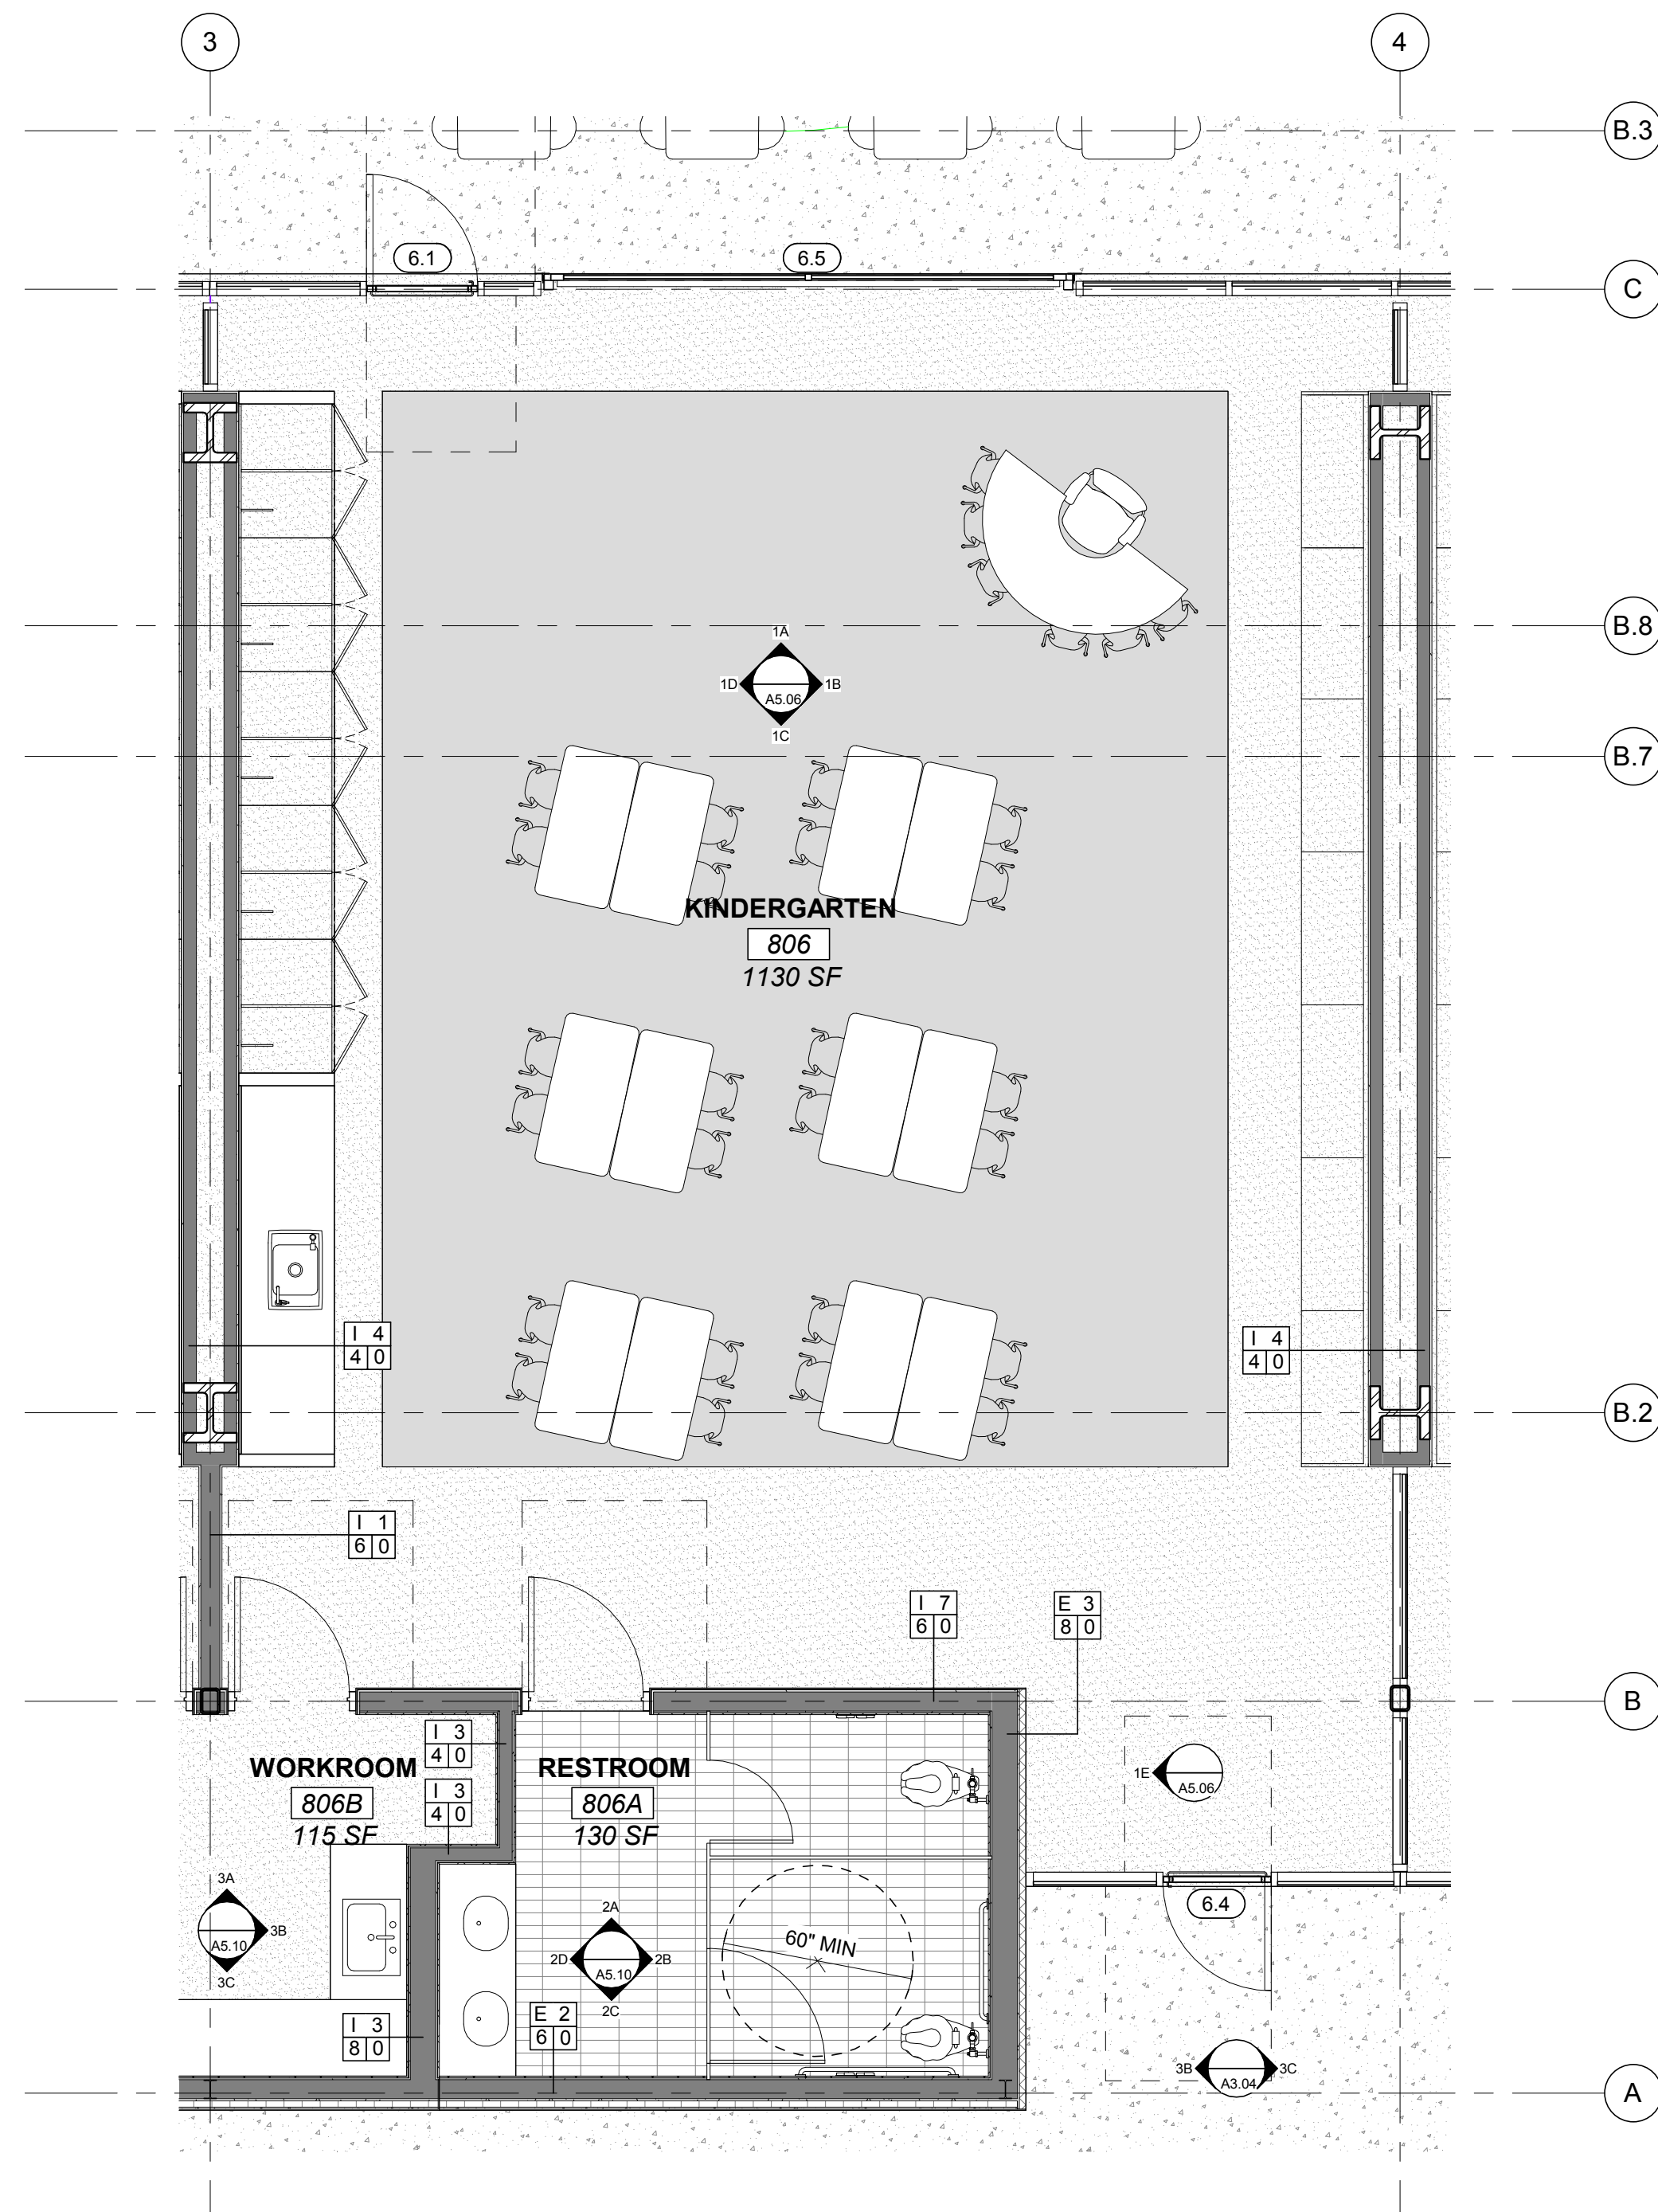 3
4
B.3
6.1
6.5
C
B.8
1A
1D
1B
A5.06
1C
B.7
KINDERGARTEN
806
1130 SF
I 4
4 0
I 4
4 0
B.2
I 1
6 0
I 7
6 0
E 3
8 0
B
I 3
4 0
WORKROOM
RESTROOM
1E
A5.06
I 3
4 0
806B
806A
115 SF
130 SF
3A
3B
A5.10
3C
2A
2D
2B
A5.10
2C
60" MIN
6.4
E 2
6 0
I 3
8 0
3B
3C
A3.04
A